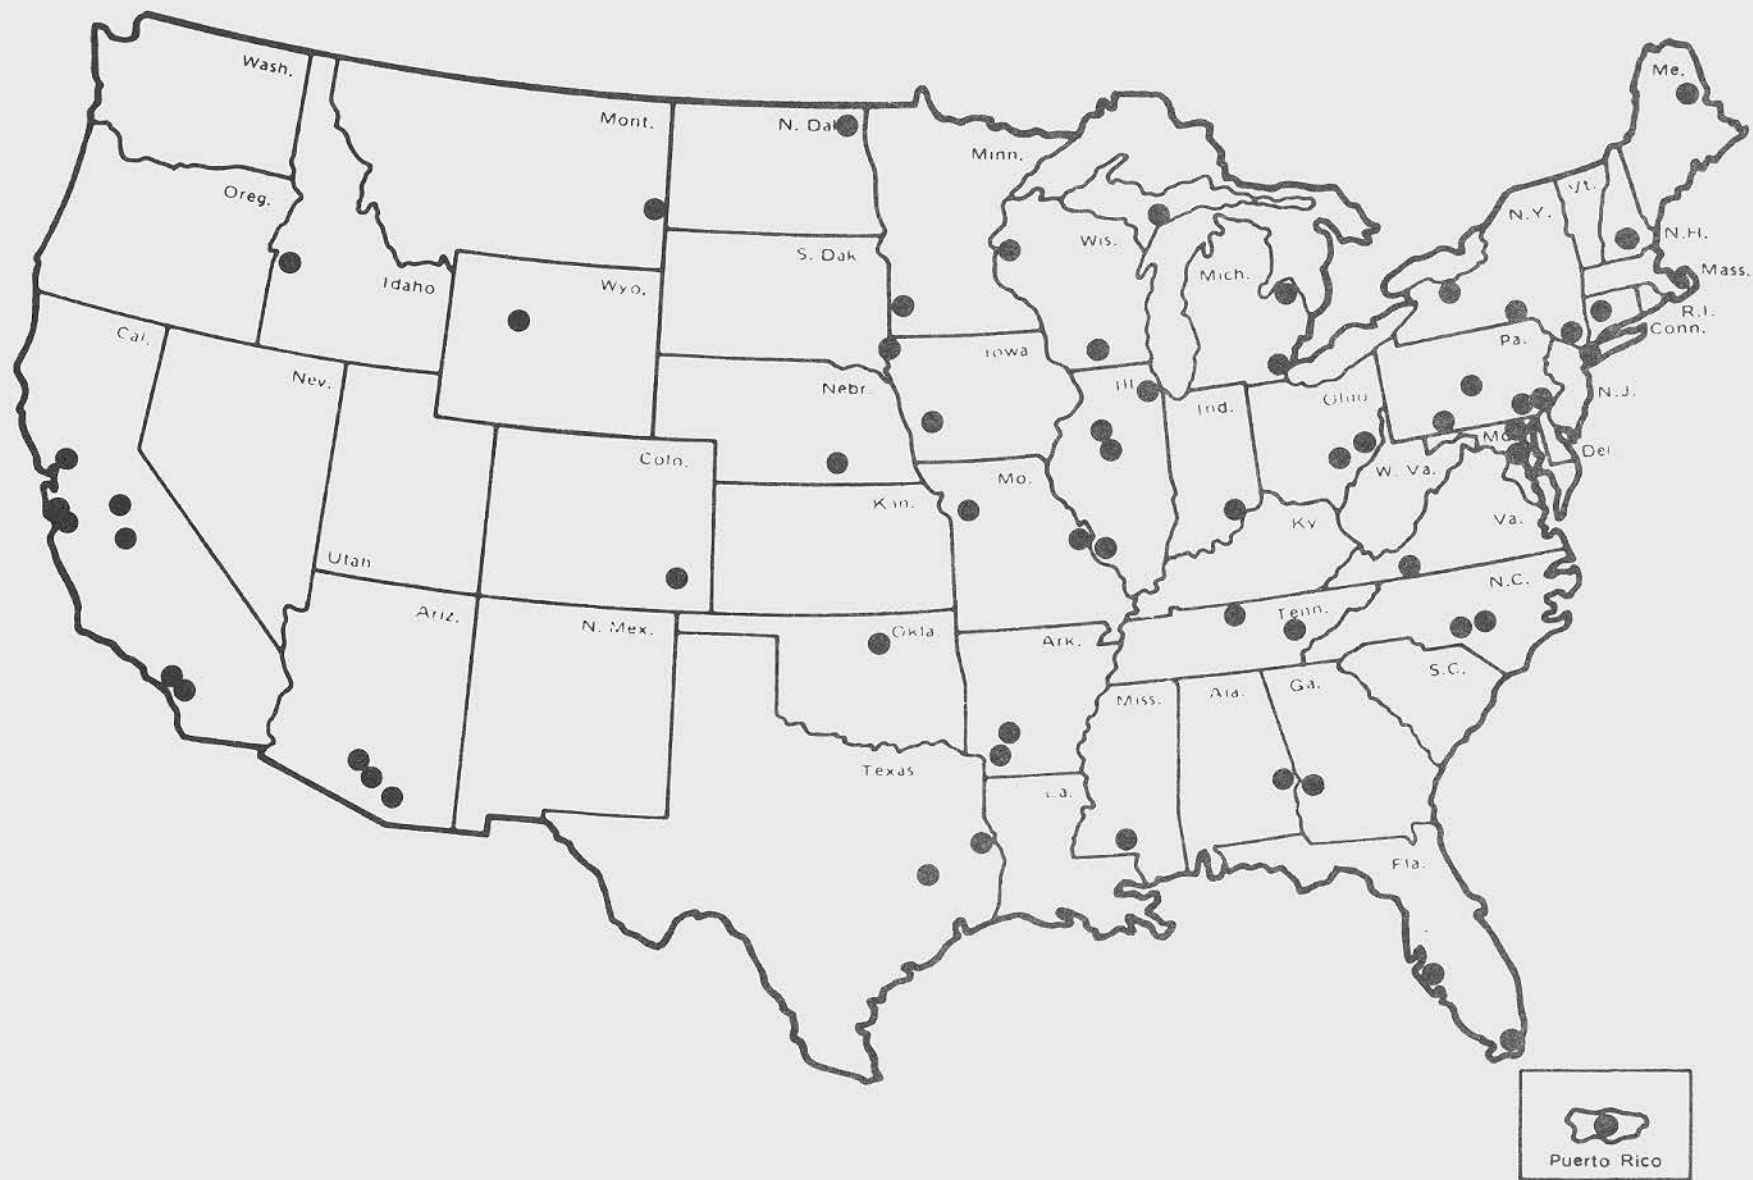 Wash.
Me.
Mont.
N. Da
Minn.
Vt.
Oreg.
N.Y.
N.H.
Wis.
S. Dak
Mass.
Mich.
Idaho
Wyo.
R.I.
Conn.
Cal.
Pa.
Iowa
Nev.
Nebr.
Ill.
Ohio
N.J.
Ind.
Mo
Del
Colo.
W. Va.
Mo.
Kan.
Va.
Ky
Utah
N.C.
Ariz.
Tenn.
N. Mex.
Okla.
Ark.
S.C.
Ga.
Miss.
Ala.
Texas
La.
Fla.
Puerto Rico